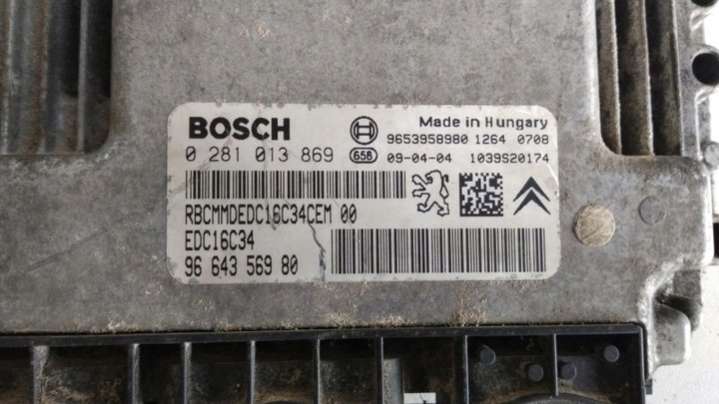 BOSCH
Made in Hungary
9653958980 1264 0708
0 281 013 869
656 09-04-04 1039S20174
RBCMMDEDC16C34CEM 00
EDC16C34
96 643 569 80